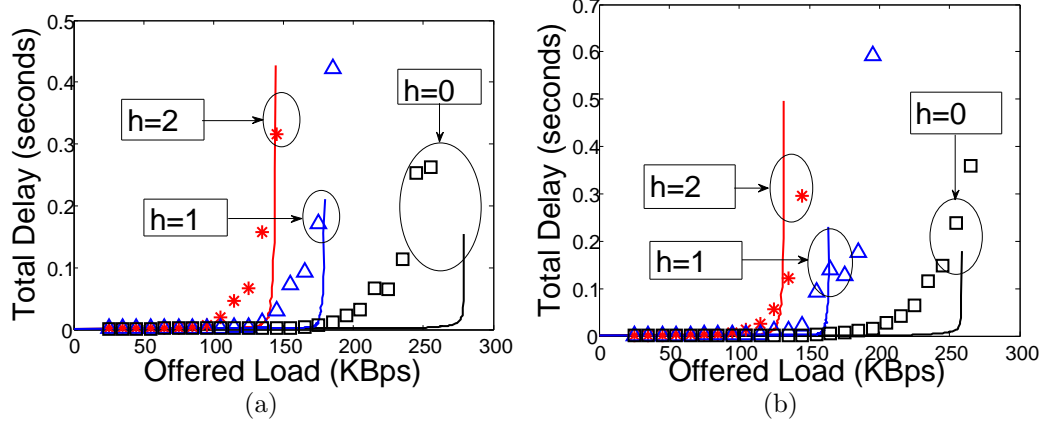 0.5
0.4
0.3
0.2
0.1
0
0 50 100 150 200 250 300
Total Delay (seconds)
Offered Load (KBps)
h=2
h=1
h=0
(a)
0.7
0.6
0.5
0.4
0.3
0.2
0.1
0
0 50 100 150 200 250 300
Total Delay (seconds)
Offered Load (KBps)
h=2
h=1
h=0
(b)